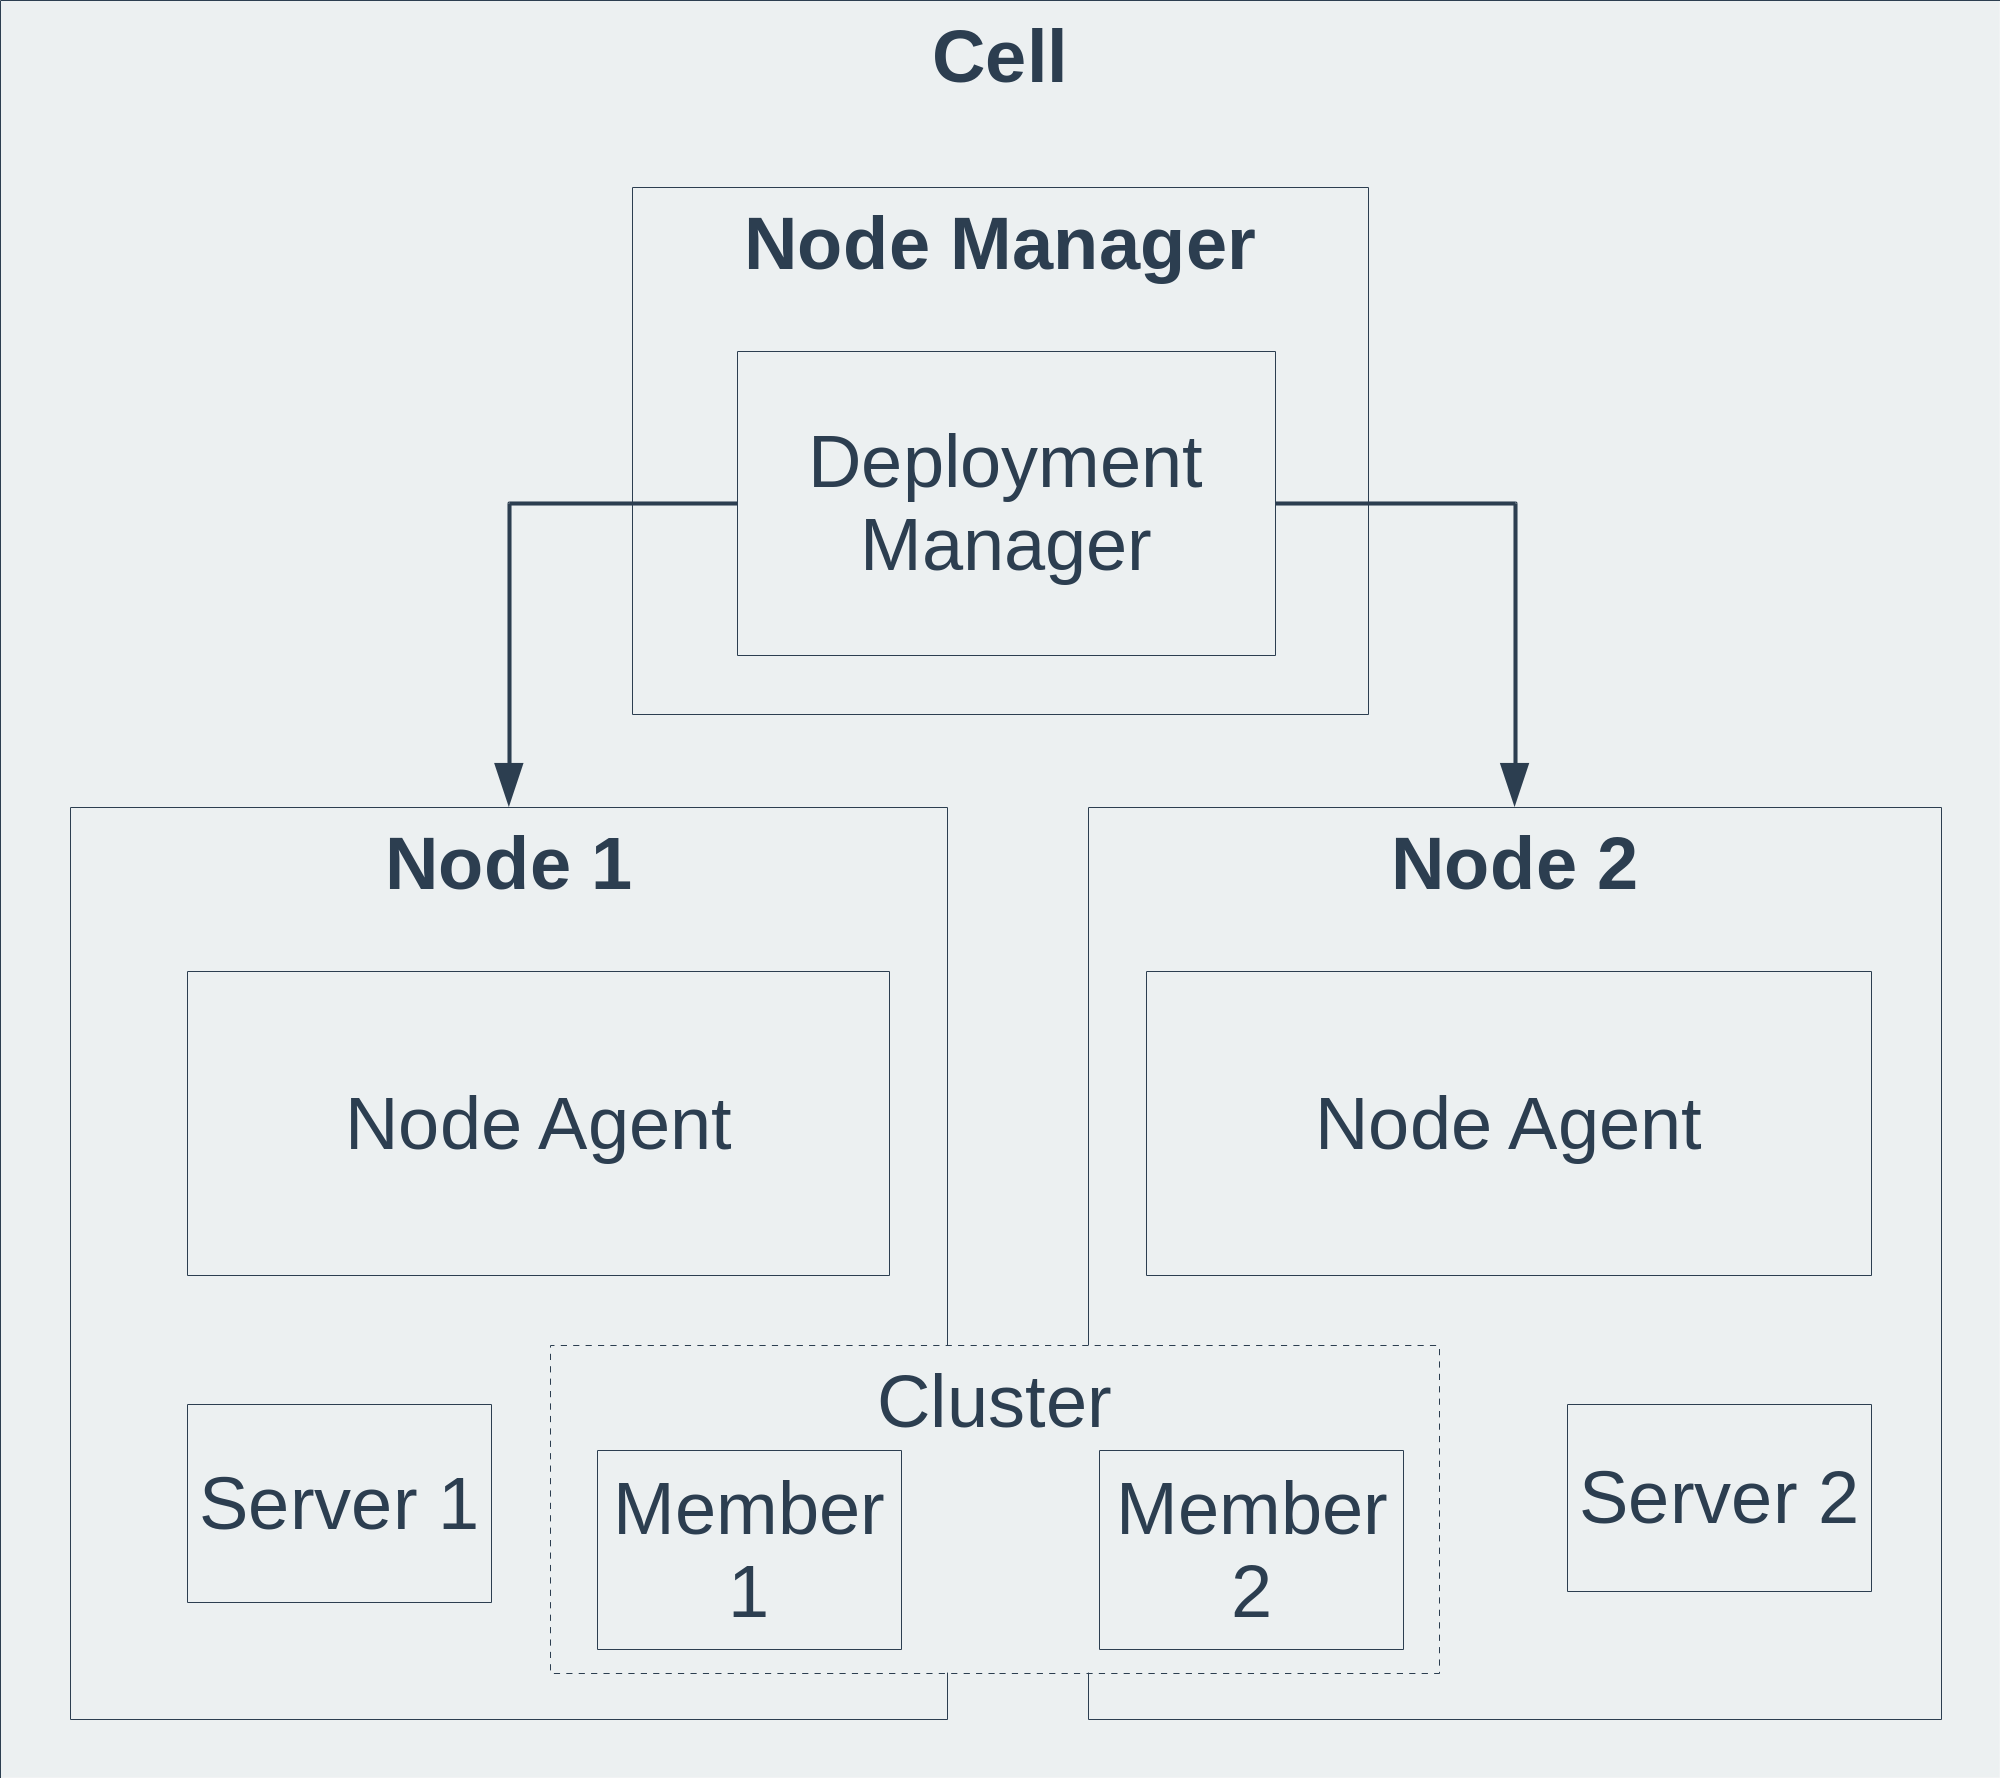 Cell
Node Manager
Deployment
Manager
Node 1
Node 2
Node Agent
Node Agent
Cluster
Server 1
Member
1
Member
2
Server 2